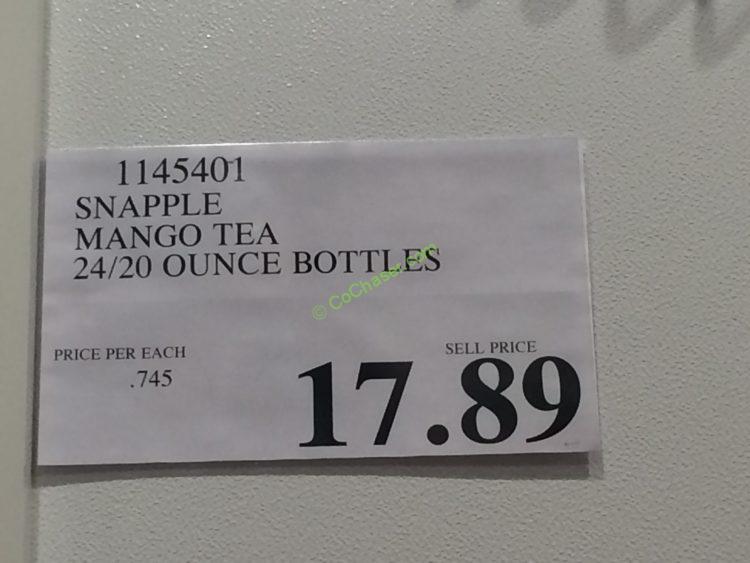 1145401
SNAPPLE
MANGO TEA
24/20 OUNCE BOTTLES
© CoChaser.com
PRICE PER EACH
.745
SELL PRICE
17.89